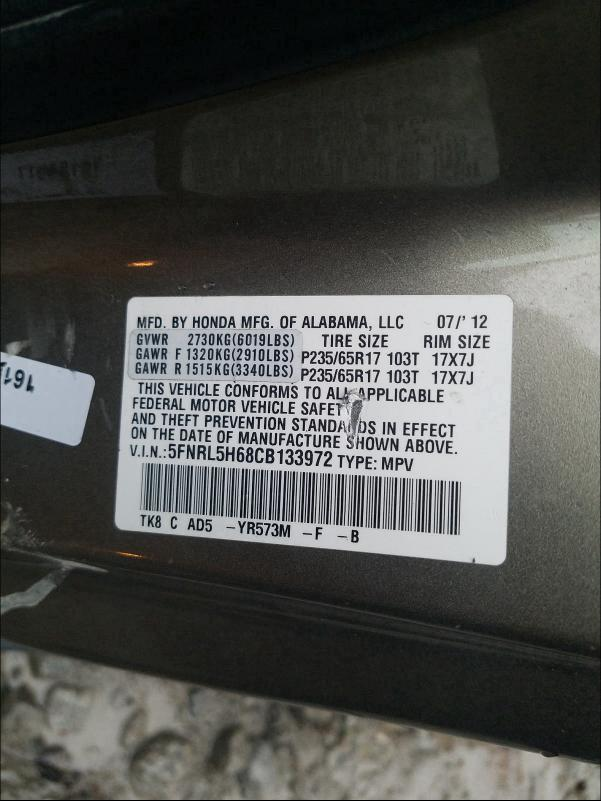 MFD. BY HONDA MFG. OF ALABAMA, LLC 07/'12
GVWR 2730KG(6019LBS) TIRE SIZE RIM SIZE
GAWR F 1320KG(2910LBS) P235/65R17 103T 17X7J
GAWR R 1515KG(3340LBS) P235/65R17 103T 17X7J
THIS VEHICLE CONFORMS TO ALL APPLICABLE
FEDERAL MOTOR VEHICLE SAFETY
AND THEFT PREVENTION STANDARDS IN EFFECT
ON THE DATE OF MANUFACTURE SHOWN ABOVE.
V.I.N.:5FNRL5H68CB133972 TYPE: MPV
TK8 C AD5 -YR573M -F -B